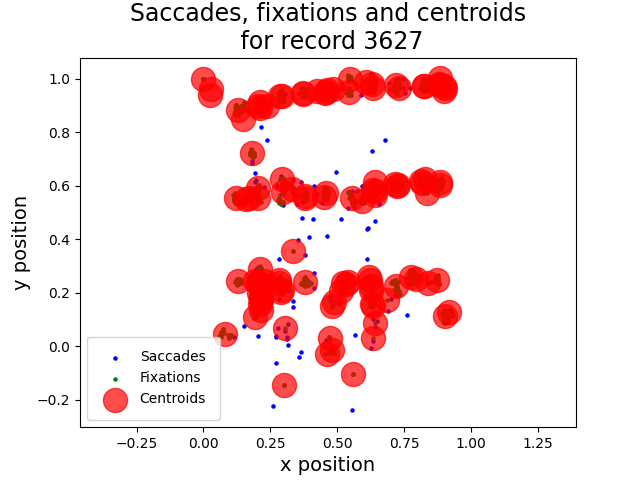 Saccades, fixations and centroids
for record 3627
y position
1.0
0.8
0.6
0.4
0.2
0.0
−0.2
Saccades
Fixations
Centroids
−0.25
0.00
0.25
0.50
0.75
1.00
1.25
x position